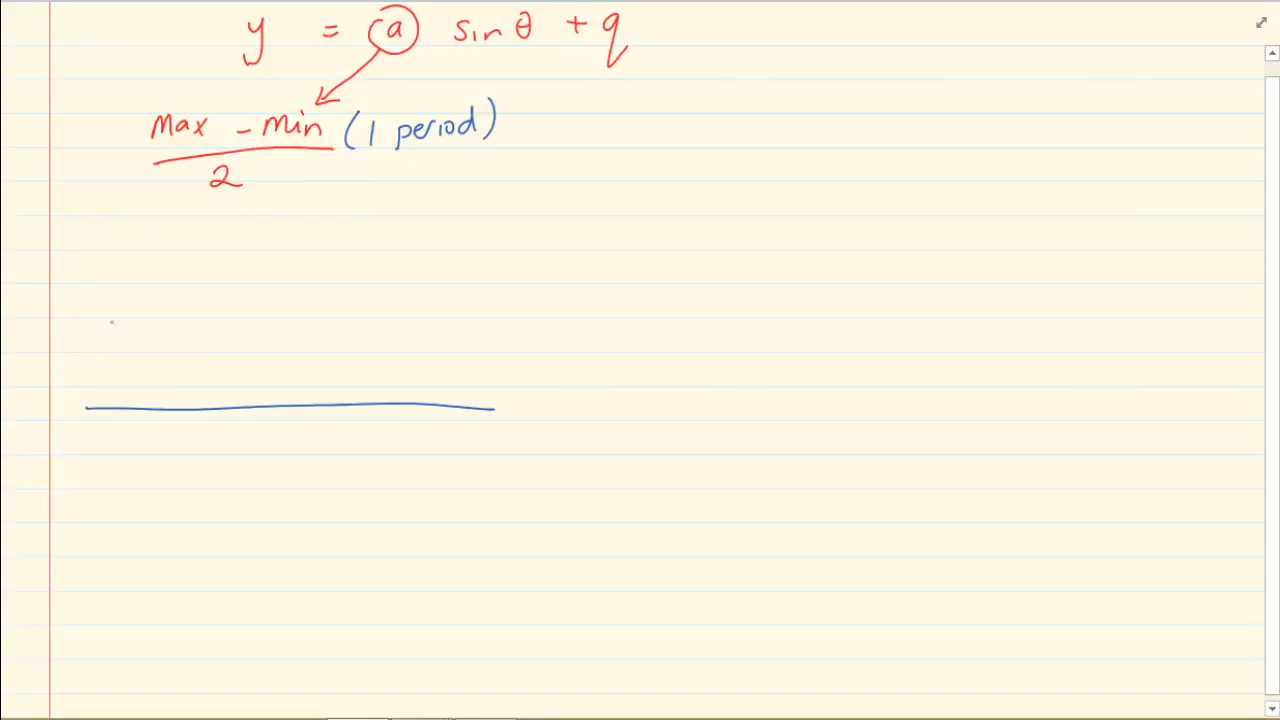 y = a sin θ + q
max - min (1 period)
2